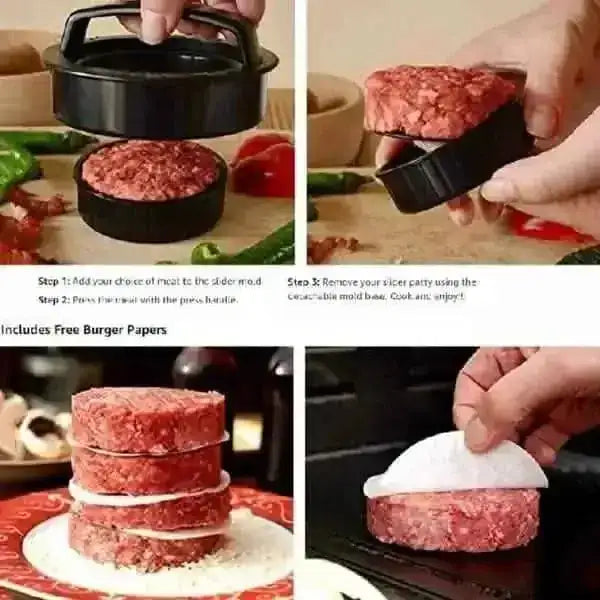 Step 1: Add your choice of meat to the slider mold
Step 2: Press the meat with the press handle.
Step 3: Remove your slider patty using the
detachable mold base. Cook and enjoy!!
Includes Free Burger Papers